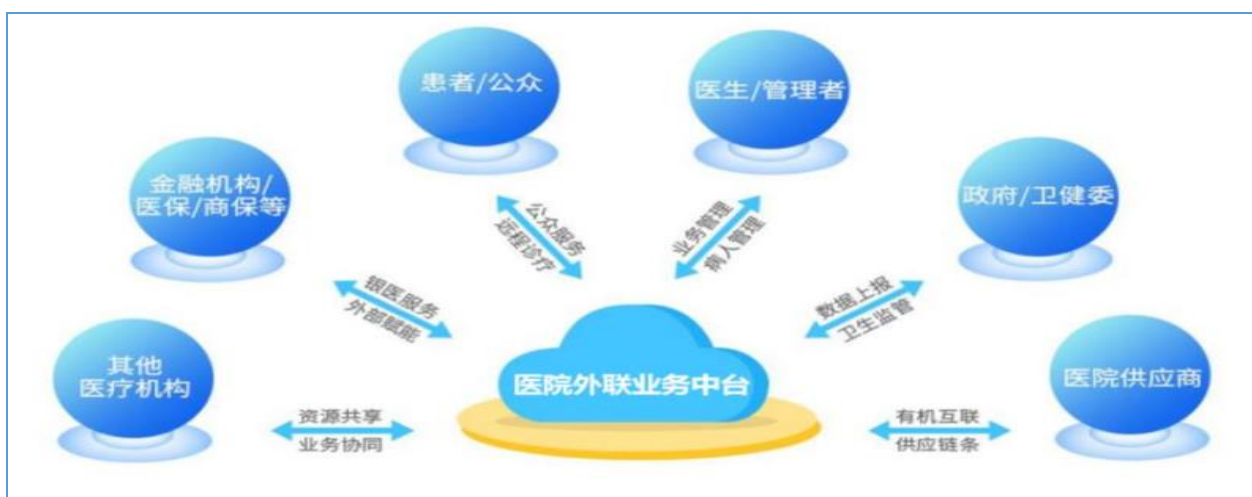 患者/公众
医生/管理者
金融机构/
医保/商保等
政府/卫健委
公众服务
远程诊疗
业务管理
病人管理
银医服务
外部赋能
数据上报
卫生监管
其他
医疗机构
医院外联业务中台
医院供应商
资源共享
业务协同
有机互联
供应链条